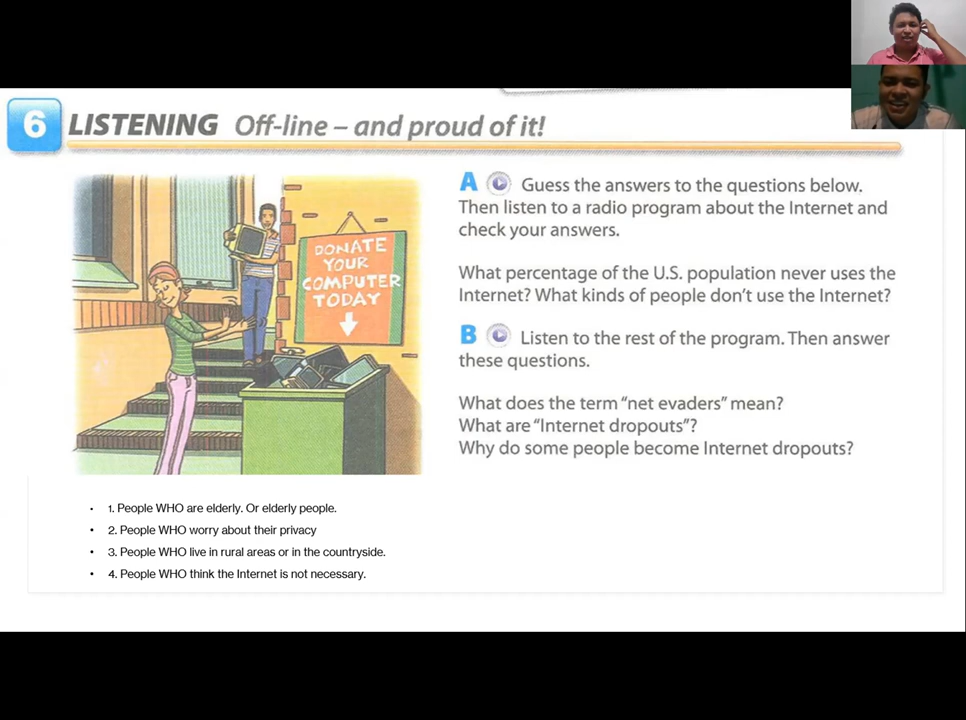 6 LISTENING Off-line – and proud of it!
DONATE
YOUR
COMPUTER
TODAY
A Guess the answers to the questions below.
Then listen to a radio program about the Internet and
check your answers.
What percentage of the U.S. population never uses the
Internet? What kinds of people don't use the Internet?
B Listen to the rest of the program. Then answer
these questions.
What does the term "net evaders" mean?
What are "Internet dropouts"?
Why do some people become Internet dropouts?
• 1. People WHO are elderly. Or elderly people.
• 2. People WHO worry about their privacy
• 3. People WHO live in rural areas or in the countryside.
• 4. People WHO think the Internet is not necessary.